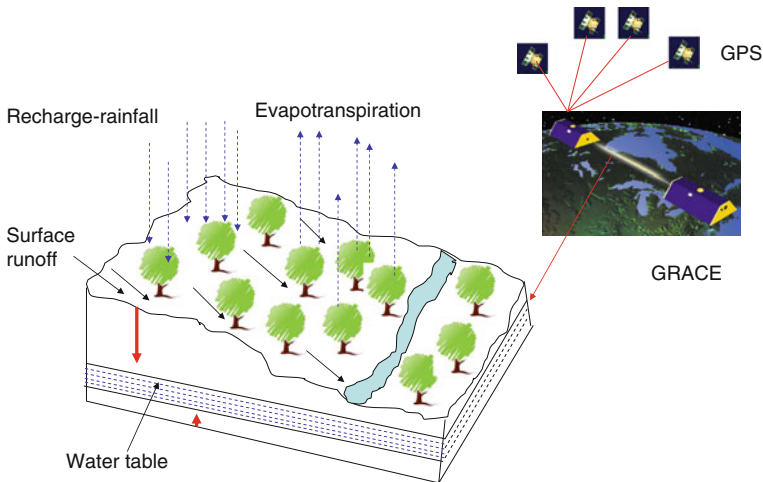 GPS
Recharge-rainfall
Evapotranspiration
Surface
runoff
GRACE
Water table